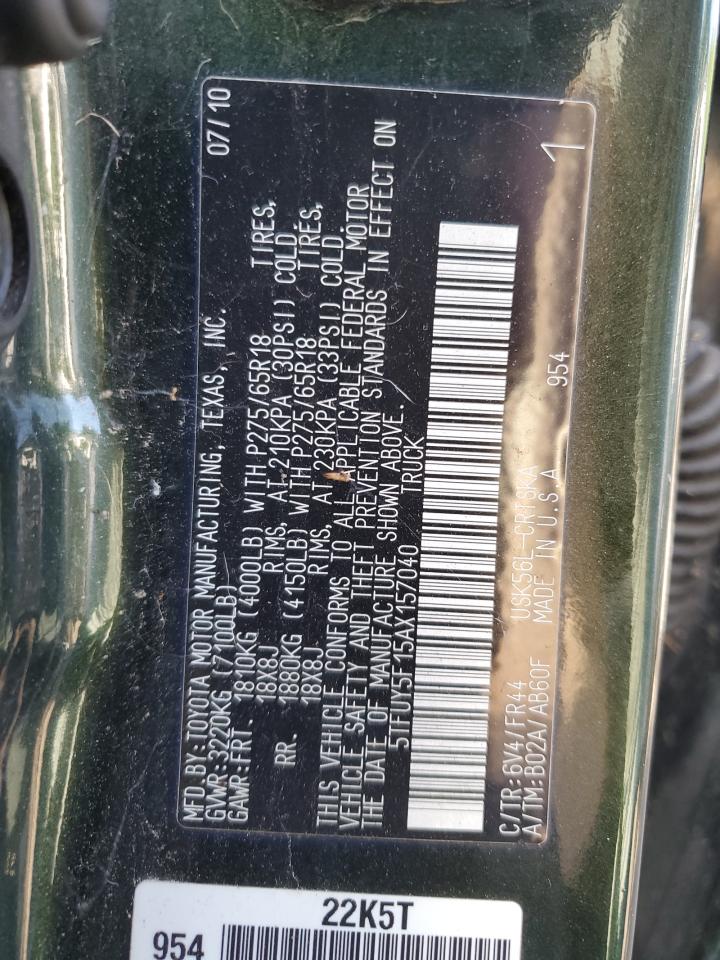 MFD. BY: TOYOTA MOTOR MANUFACTURING, TEXAS, INC. 07/10
GVWR: 3220KG (7100LB)
GAWR: FRT. 1810KG (4000LB) WITH P275/65R18 TIRES,
18X8J RIMS, AT 210KPA (30PSI) COLD.
RR. 1880KG (4150LB) WITH P275/65R18 TIRES,
18X8J RIMS, AT 230KPA (33PSI) COLD.
THIS VEHICLE CONFORMS TO ALL APPLICABLE FEDERAL MOTOR
VEHICLE SAFETY AND THEFT PREVENTION STANDARDS IN EFFECT ON
THE DATE OF MANUFACTURE SHOWN ABOVE.
5TFUY5F15AX157040 TRUCK
C/TR: 6V4/FR44 USK56L-CRTSKA
A/TM: B02A/AB60F MADE IN U.S.A 954 1
22K5T
954